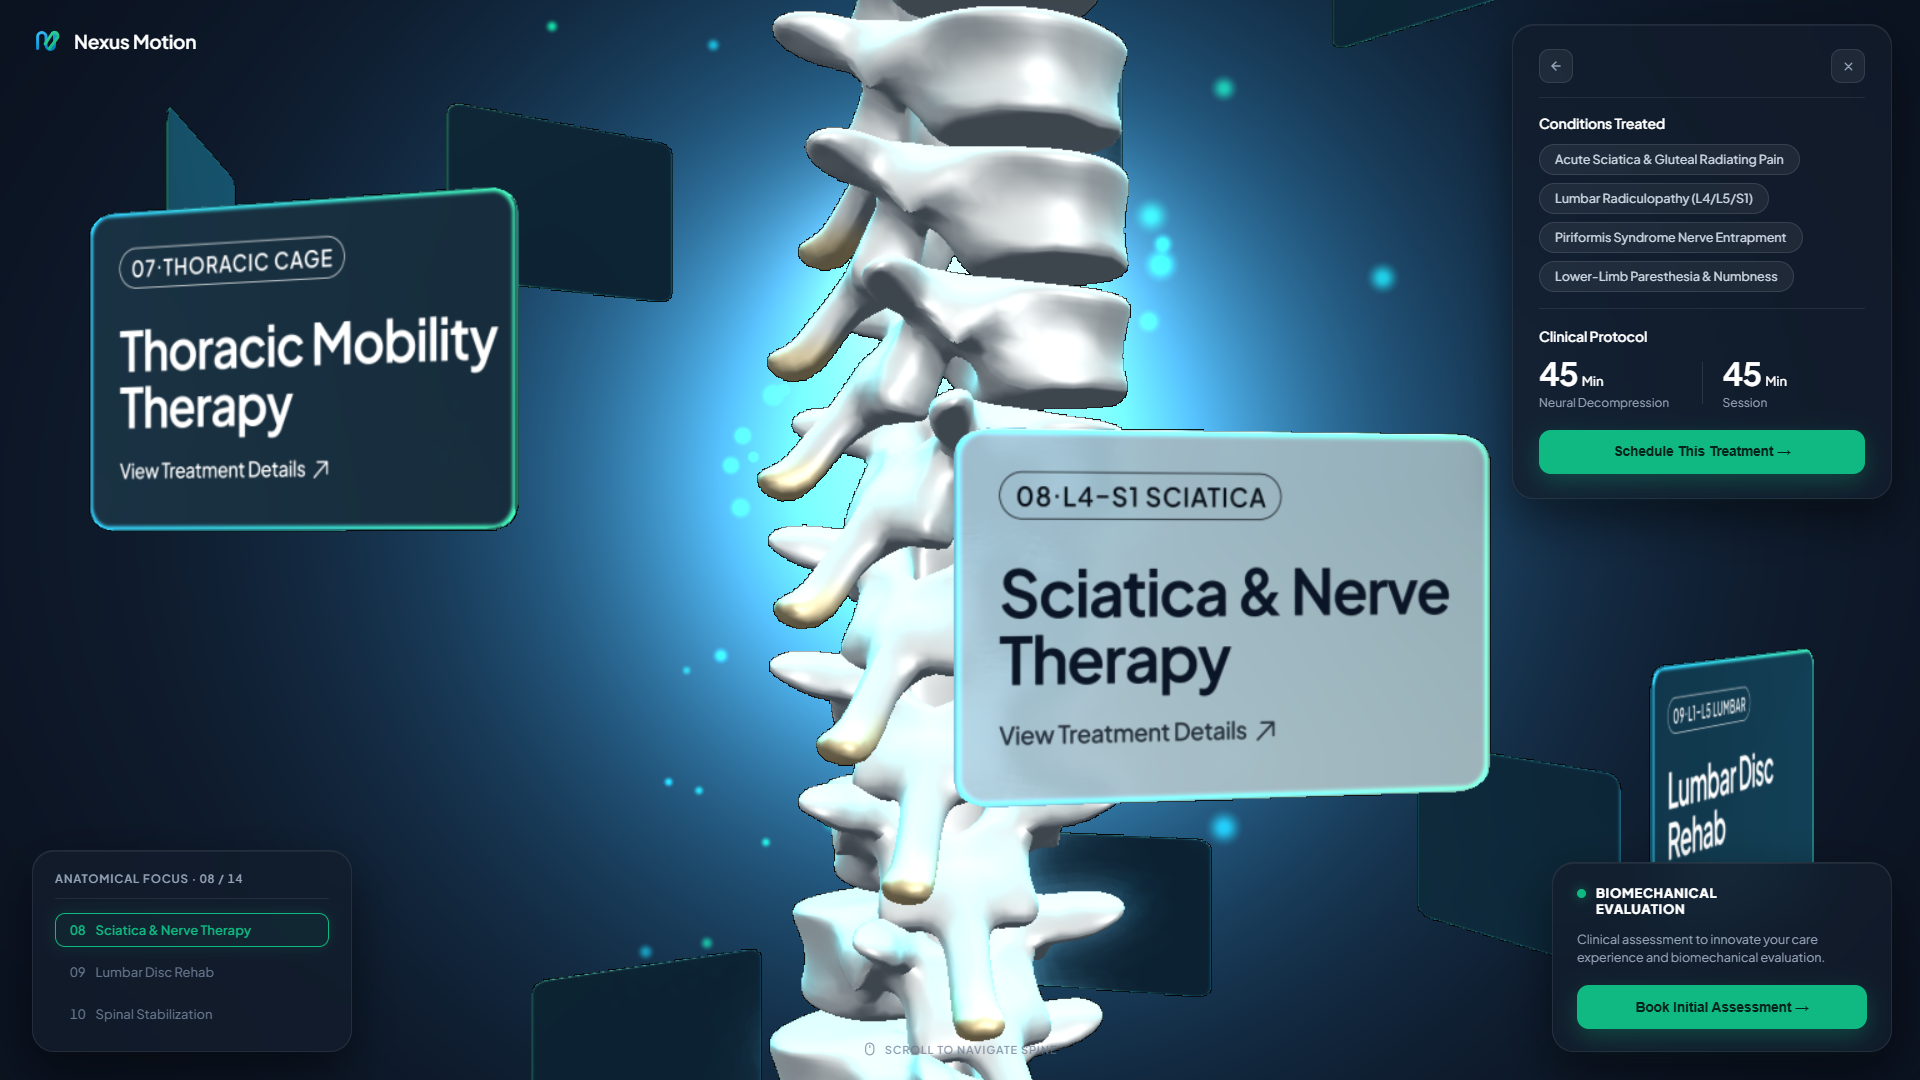 Nexus Motion
07·THORACIC CAGE
Thoracic Mobility
Therapy
View Treatment Details ↗
08·L4–S1 SCIATICA
Sciatica & Nerve
Therapy
View Treatment Details ↗
Conditions Treated
Acute Sciatica & Gluteal Radiating Pain
Lumbar Radiculopathy (L4/L5/S1)
Piriformis Syndrome Nerve Entrapment
Lower-Limb Paresthesia & Numbness
Clinical Protocol
45 Min
Neural Decompression
45 Min
Session
Schedule This Treatment →
09·L1–L5 LUMBAR
Lumbar Disc
Rehab
ANATOMICAL FOCUS · 08 / 14
08 Sciatica & Nerve Therapy
09 Lumbar Disc Rehab
10 Spinal Stabilization
SCROLL TO NAVIGATE SPINE
BIOMECHANICAL
EVALUATION
Clinical assessment to innovate your care
experience and biomechanical evaluation.
Book Initial Assessment →